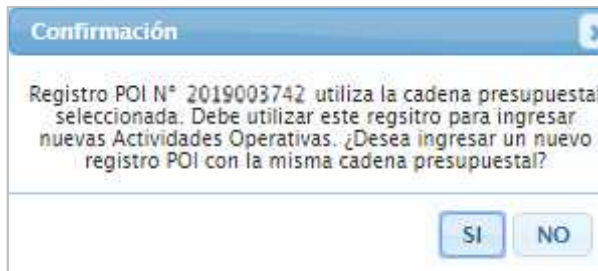 Confirmación
Registro POI N° 2019003742 utiliza la cadena presupuestal
seleccionada. Debe utilizar este regsitro para ingresar
nuevas Actividades Operativas. ¿Desea ingresar un nuevo
registro POI con la misma cadena presupuestal?
SI NO